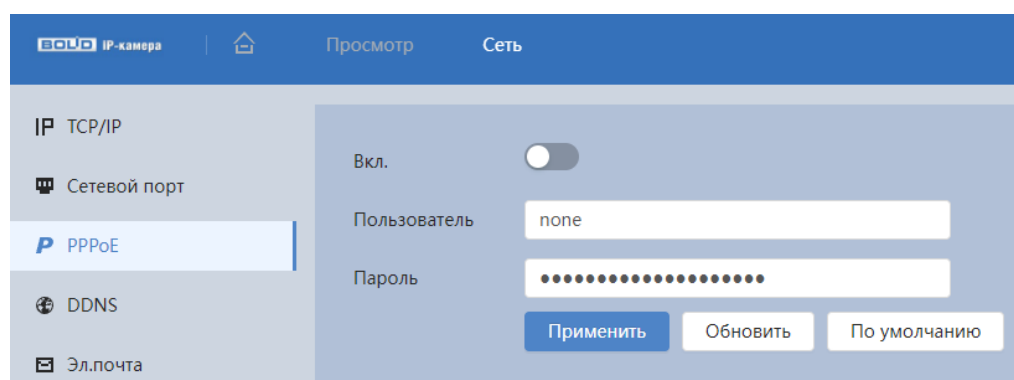 BOLID IP-камера Просмотр Сеть
TCP/IP
Сетевой порт
PPPoE
DDNS
Эл.почта
Вкл.
Пользователь none
Пароль ●●●●●●●●●●●●●●●●●●●●
Применить Обновить По умолчанию